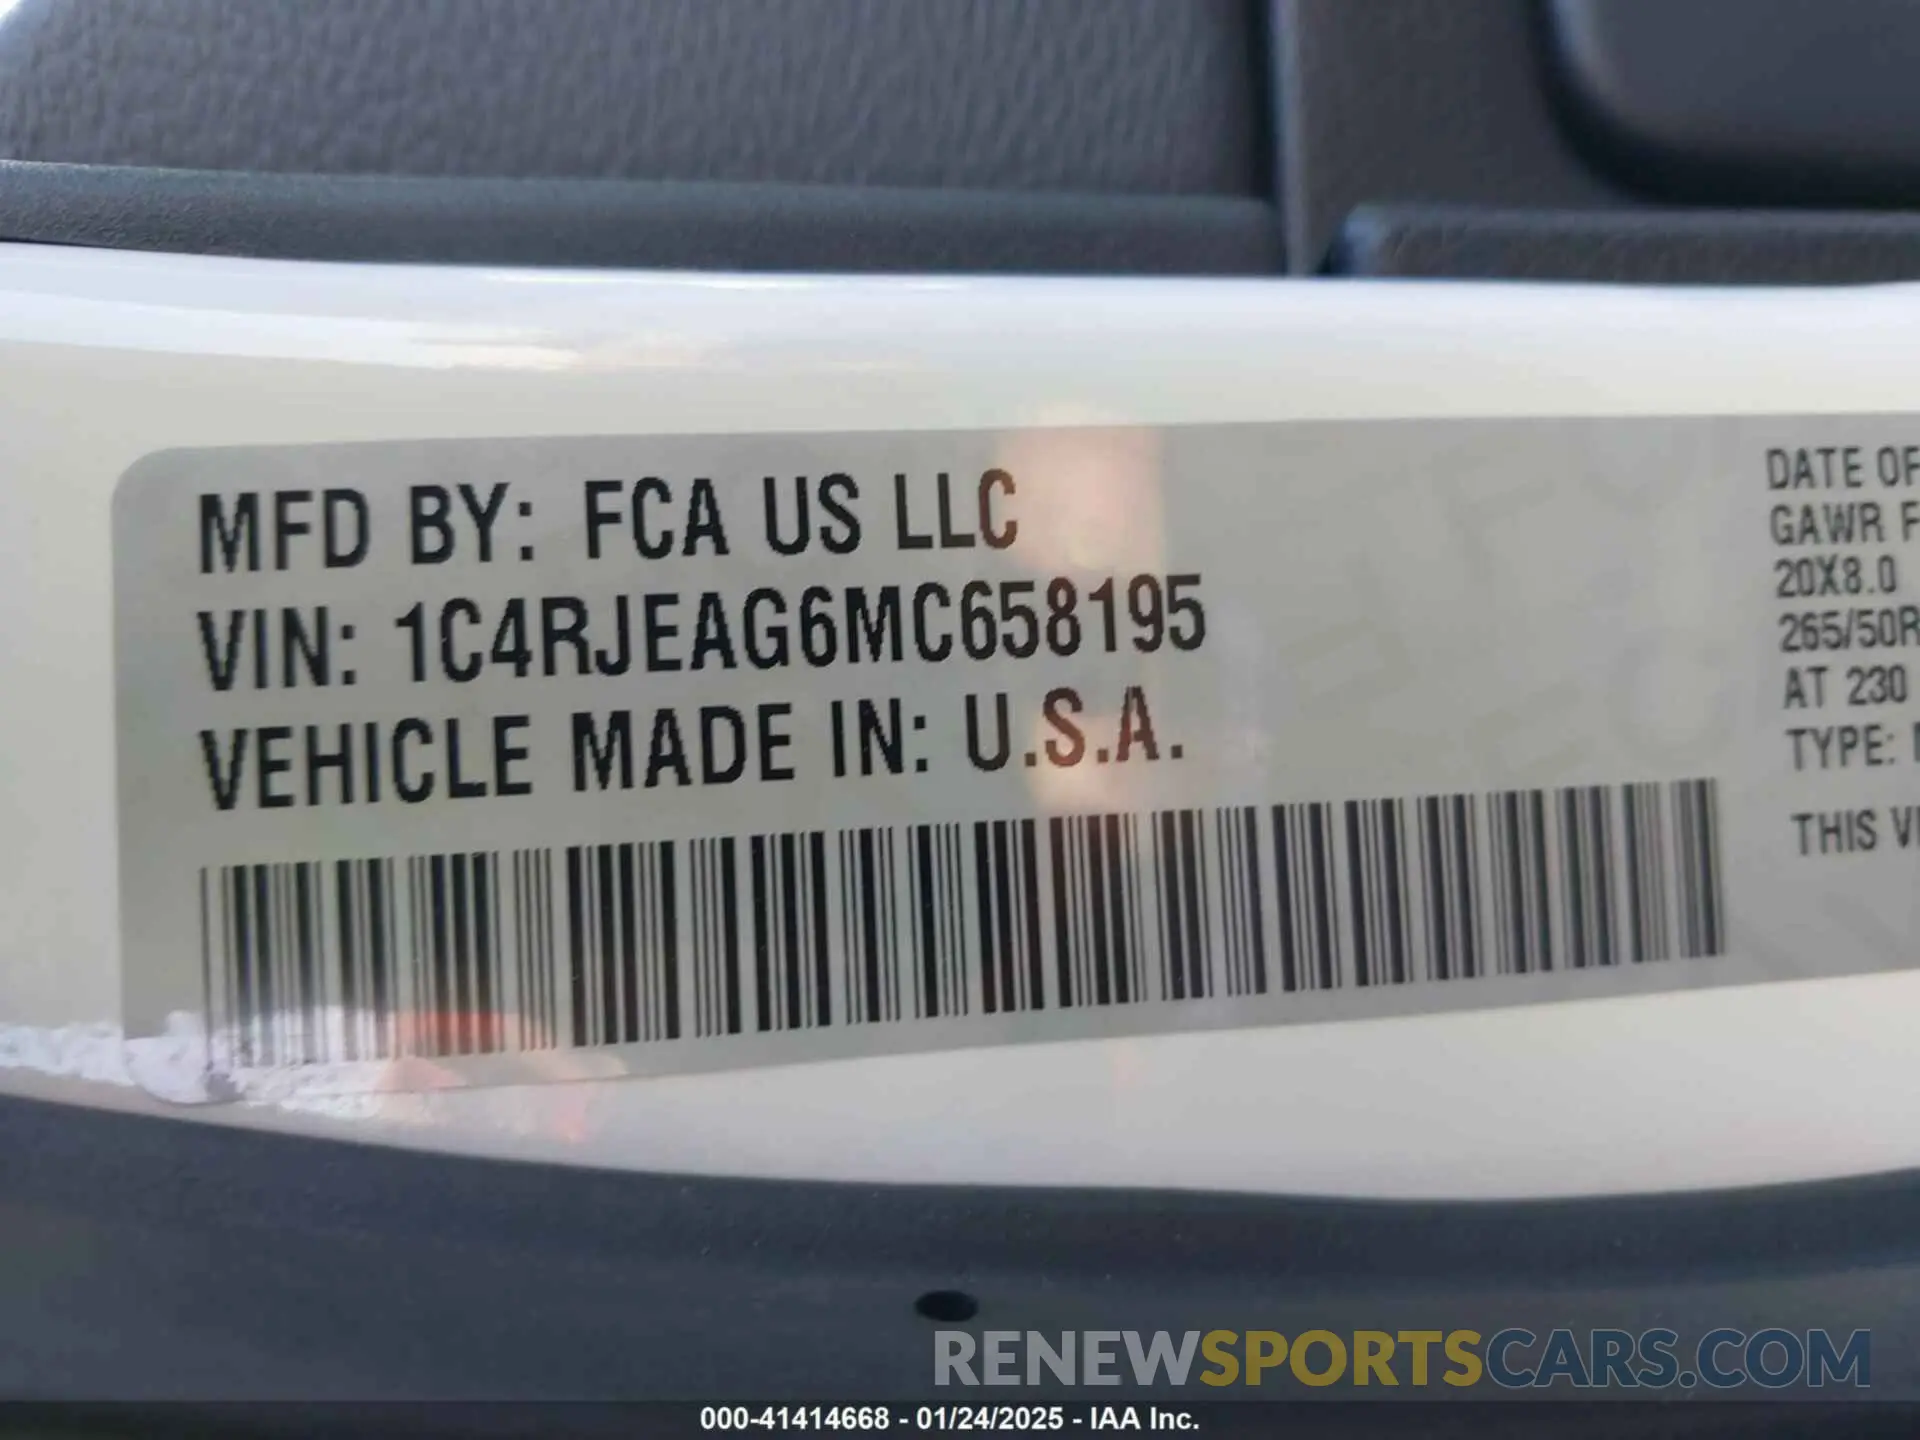 MFD BY: FCA US LLC
VIN: 1C4RJEAG6MC658195
VEHICLE MADE IN: U.S.A.
DATE OF
GAWR F
20X8.0
265/50R
AT 230
TYPE:
THIS V
RENEWSPORTSCARS.COM
000-41414668 - 01/24/2025 - IAA Inc.